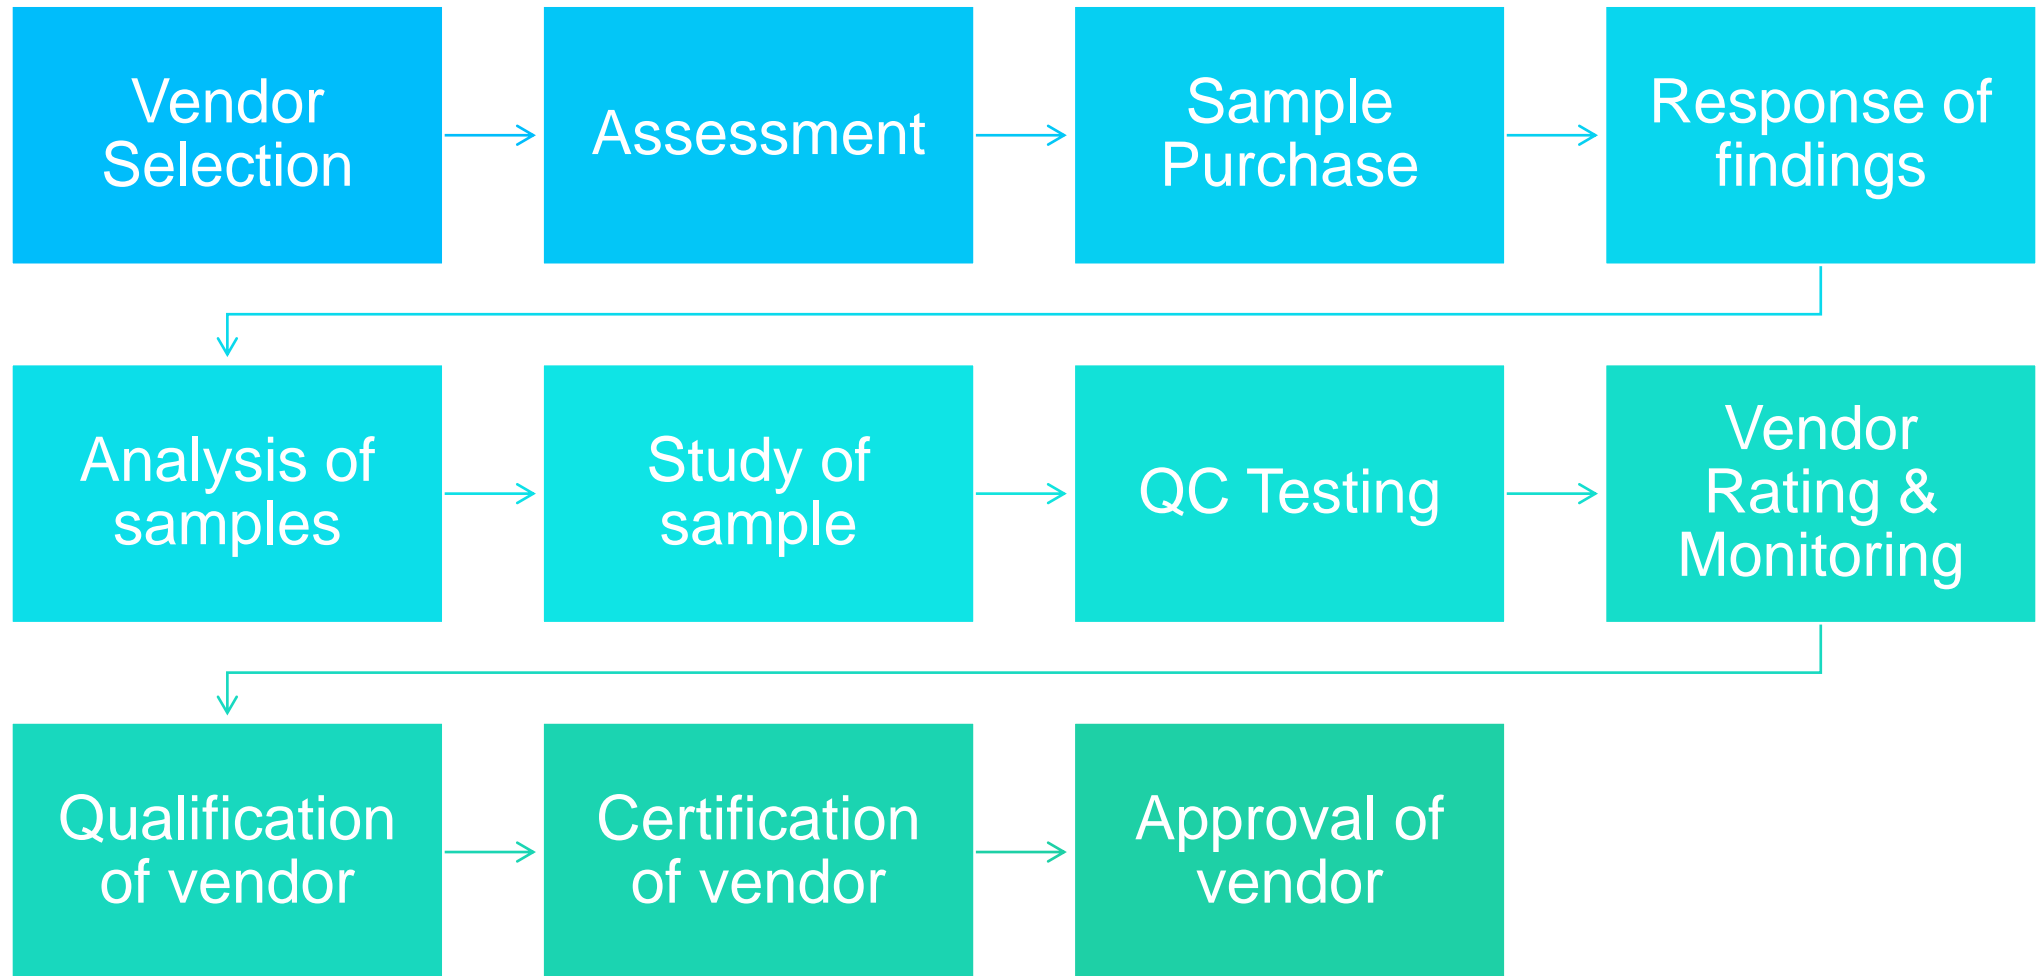 Vendor
Selection
Assessment
Sample
Purchase
Response of
findings
Analysis of
samples
Study of
sample
QC Testing
Vendor
Rating &
Monitoring
Qualification
of vendor
Certification
of vendor
Approval of
vendor